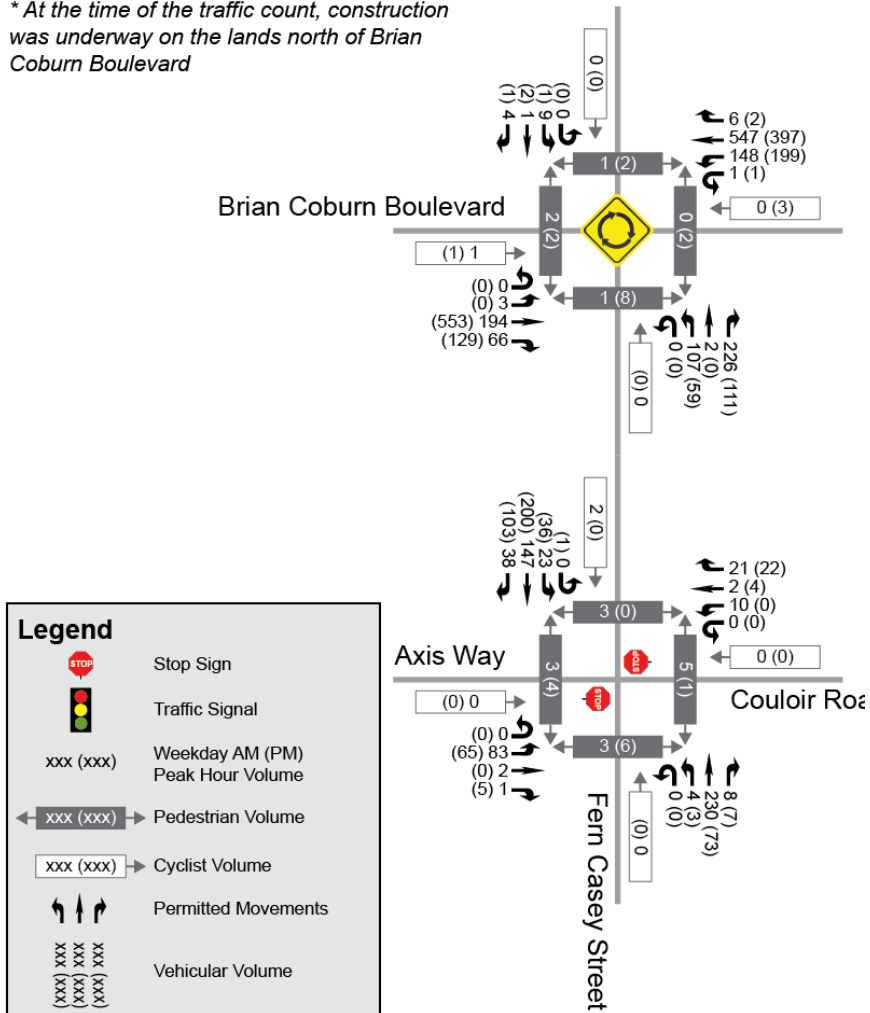 * At the time of the traffic count, construction
was underway on the lands north of Brian
Coburn Boulevard
0 (0)
(1) 4
(2) 1
(1) 9
(0) 0
6 (2)
547 (397)
148 (199)
1 (1)
1 (2)
Brian Coburn Boulevard
2 (2)
0 (2)
0 (3)
(1) 1
1 (8)
(0) 0
(0) 3
(553) 194
(129) 66
(0) 0
0 (0)
107 (59)
2 (0)
226 (111)
2 (0)
(103) 38
(200) 147
(36) 23
(1) 0
21 (22)
2 (4)
10 (0)
0 (0)
3 (0)
Axis Way
3 (4)
STOP
STOP
5 (1)
0 (0)
Couloir Roa
(0) 0
3 (6)
(0) 0
(65) 83
(0) 2
(5) 1
(0) 0
0 (0)
4 (3)
230 (73)
8 (7)
Fern Casey Street
Legend
STOP
Stop Sign
Traffic Signal
xxx (xxx)
Weekday AM (PM)
Peak Hour Volume
xxx (xxx)
Pedestrian Volume
xxx (xxx)
Cyclist Volume
Permitted Movements
xxx (xxx)
xxx (xxx)
xxx (xxx)
Vehicular Volume